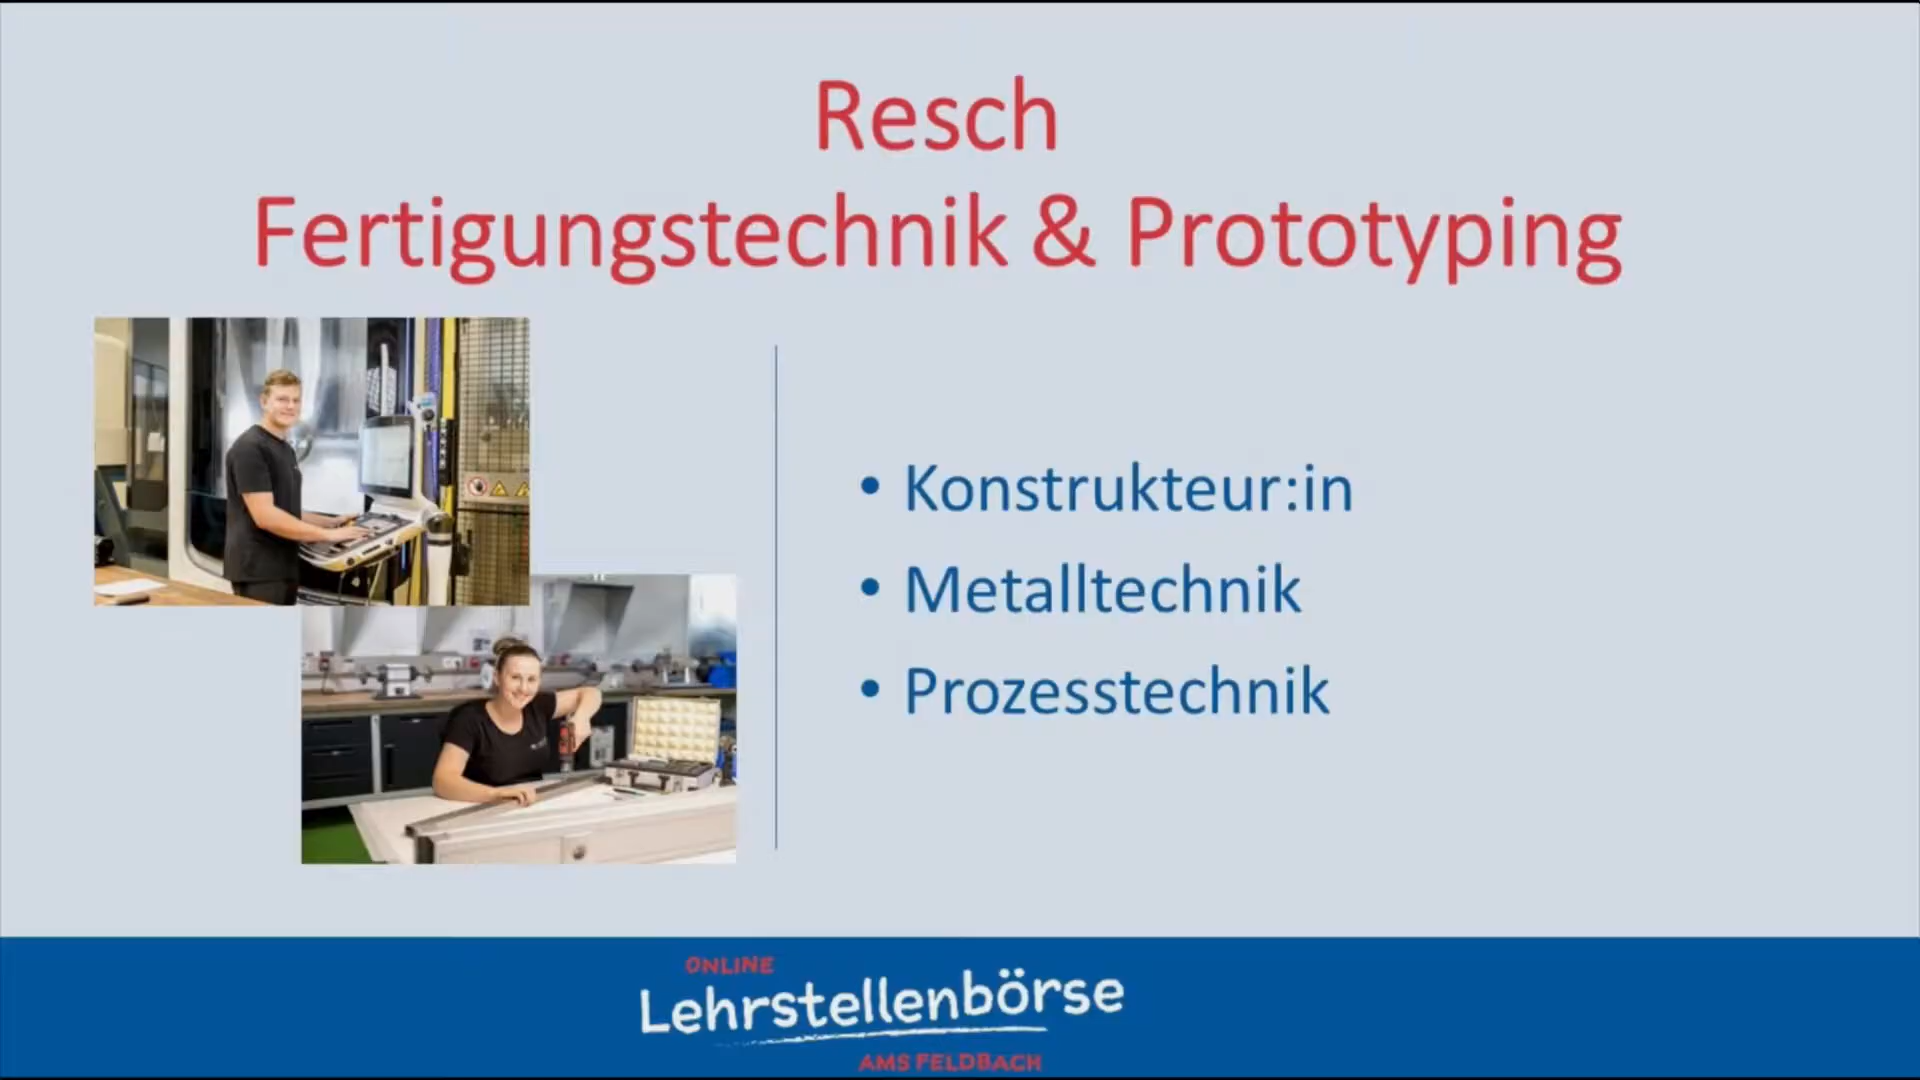 Resch
Fertigungstechnik & Prototyping
• Konstrukteur:in
• Metalltechnik
• Prozesstechnik
ONLINE
Lehrstellenbörse
AMS FELDBACH